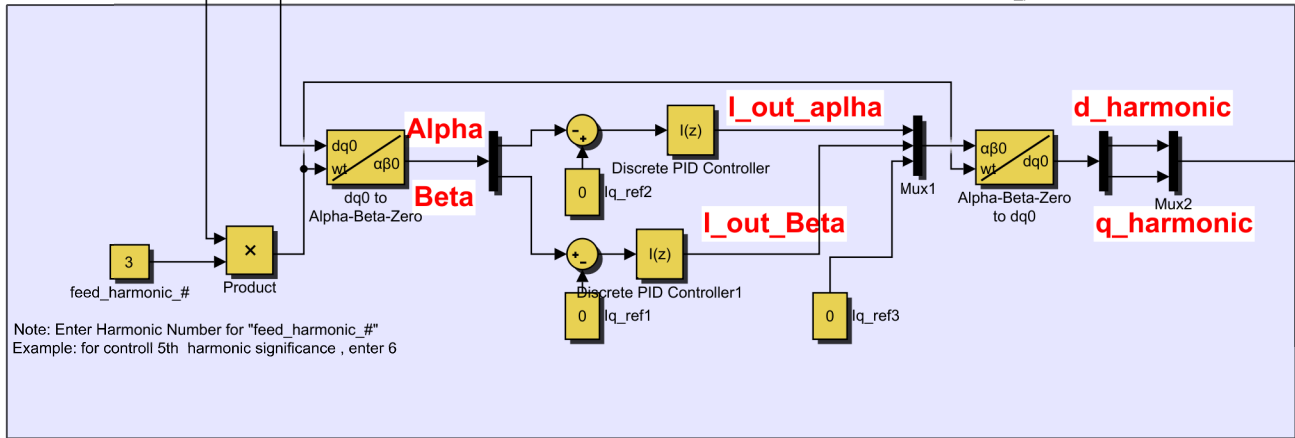 I_out_aplha
d_harmonic
Alpha
dq0
wt
αβ0
−
+
I(z)
Discrete PID Controller
αβ0
wt
dq0
dq0 to
Alpha-Beta-Zero
Beta
0
Iq_ref2
Mux1
Alpha-Beta-Zero
to dq0
Mux2
I_out_Beta
q_harmonic
3
feed_harmonic_#
×
Product
+
−
I(z)
Discrete PID Controller1
0
Iq_ref1
0
Iq_ref3
Note: Enter Harmonic Number for "feed_harmonic_#"
Example: for controll 5th harmonic significance , enter 6